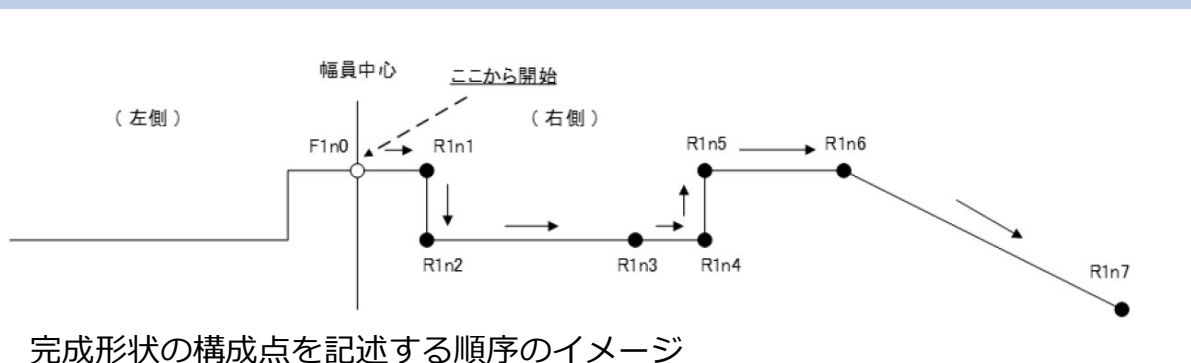 幅員中心
ここから開始
（左側）
（右側）
F1n0
R1n1
R1n5
R1n6
R1n2
R1n3
R1n4
R1n7
完成形状の構成点を記述する順序のイメージ